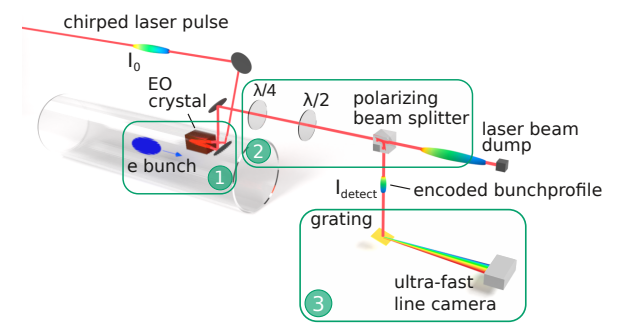 chirped laser pulse
I0
EO
crystal
e bunch
1
λ/4
λ/2
2
polarizing
beam splitter
laser beam
dump
Idetect
encoded bunchprofile
grating
ultra-fast
line camera
3